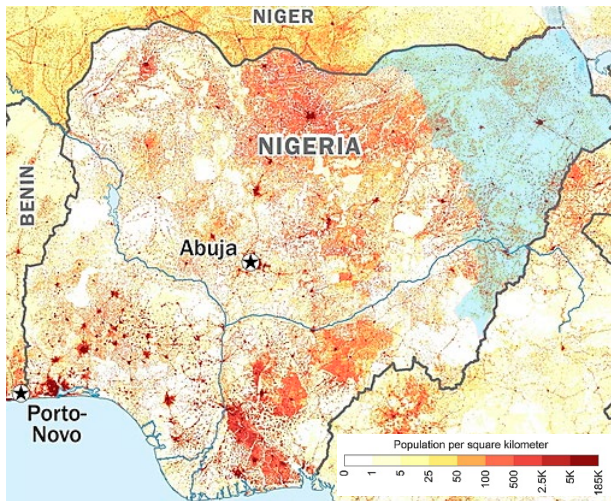 NIGER
NIGERIA
BENIN
Abuja
Porto-
Novo
Population per square kilometer
0 1 5 25 50 100 500 2.5K 5K 185K